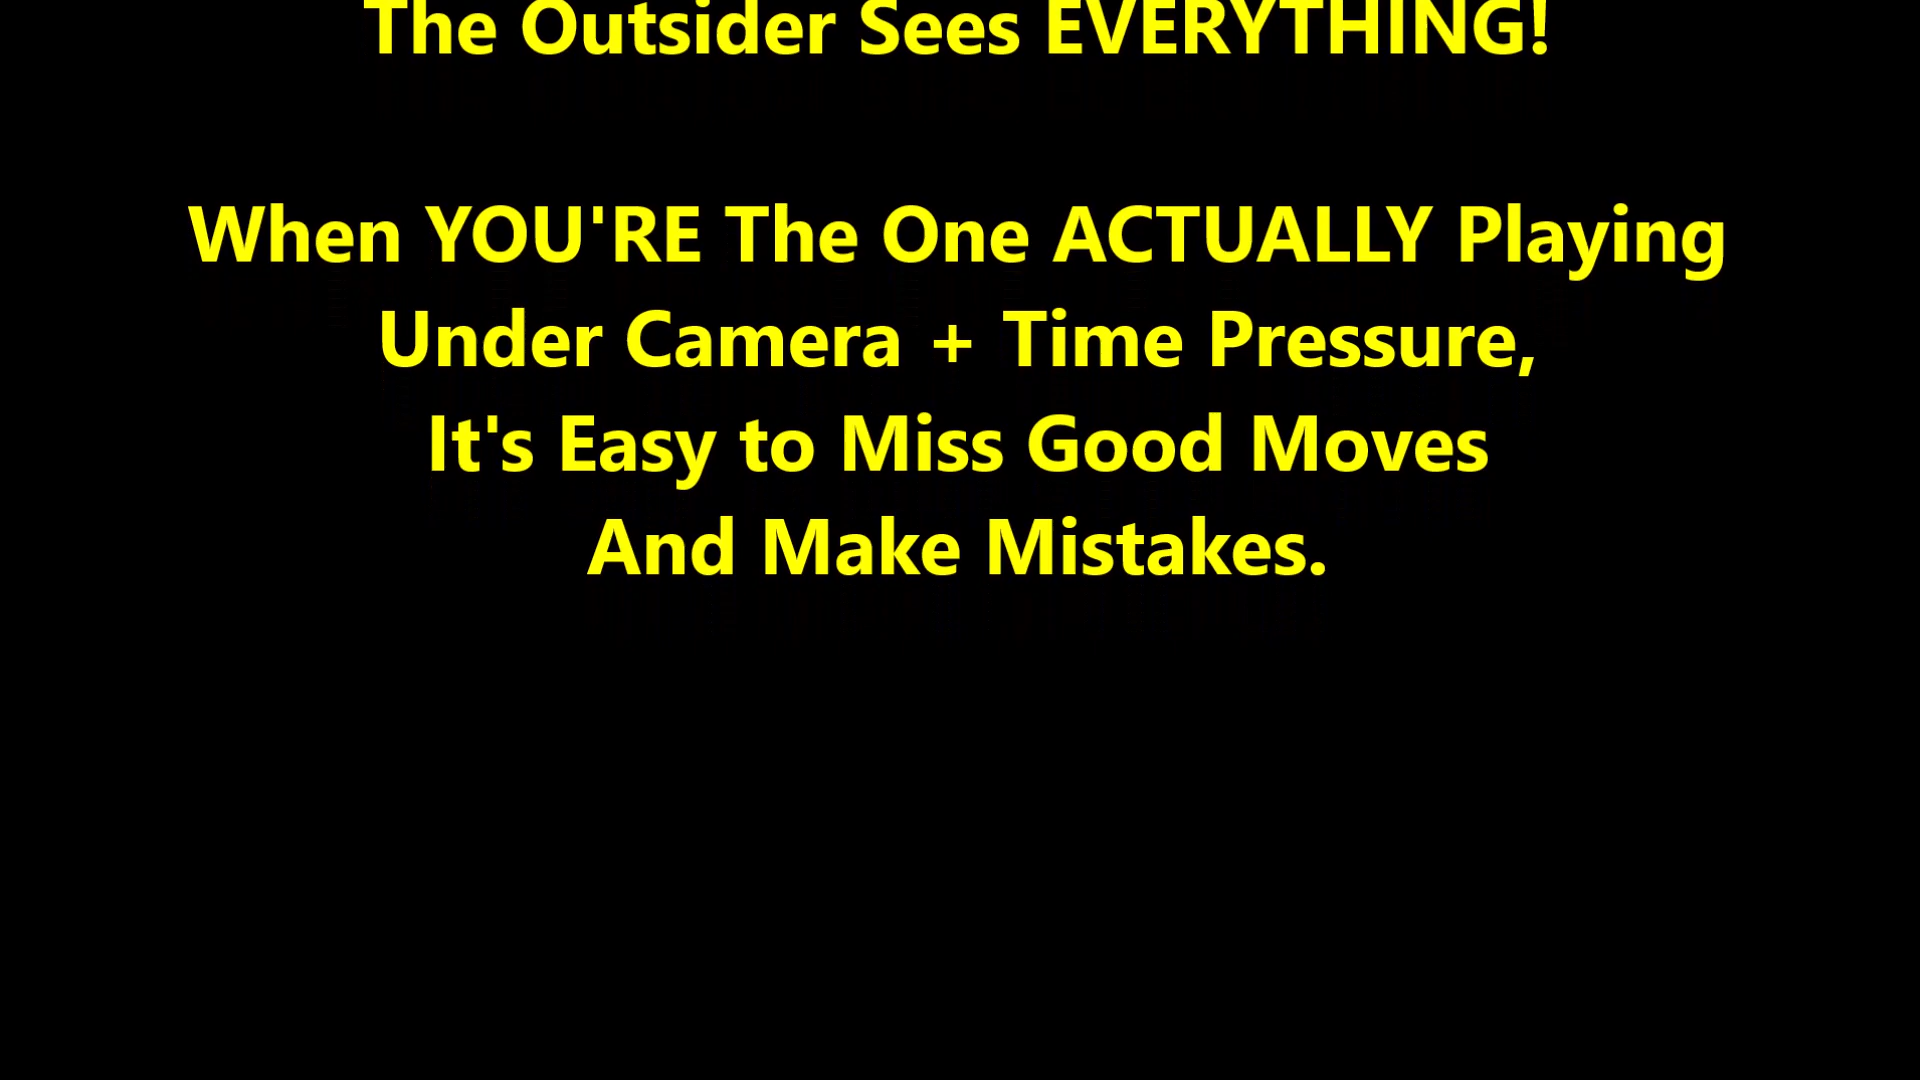 The Outsider Sees EVERYTHING!
When YOU'RE The One ACTUALLY Playing
Under Camera + Time Pressure,
It's Easy to Miss Good Moves
And Make Mistakes.